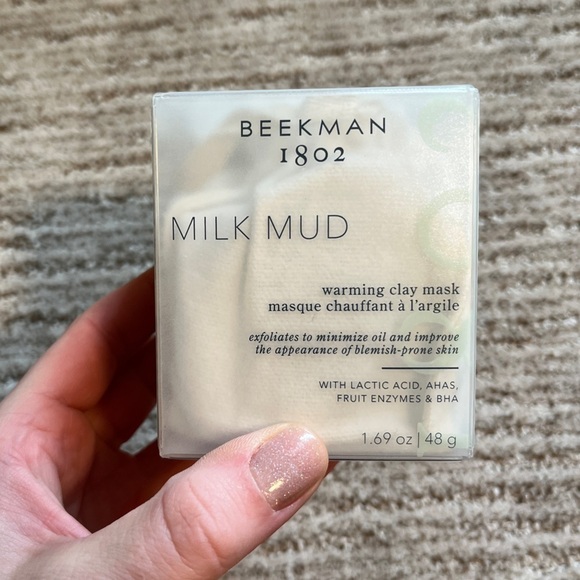 BEEKMAN
1802
MILK MUD
warming clay mask
masque chauffant à l'argile
exfoliates to minimize oil and improve
the appearance of blemish-prone skin
WITH LACTIC ACID, AHAS,
FRUIT ENZYMES & BHA
1.69 oz | 48 g